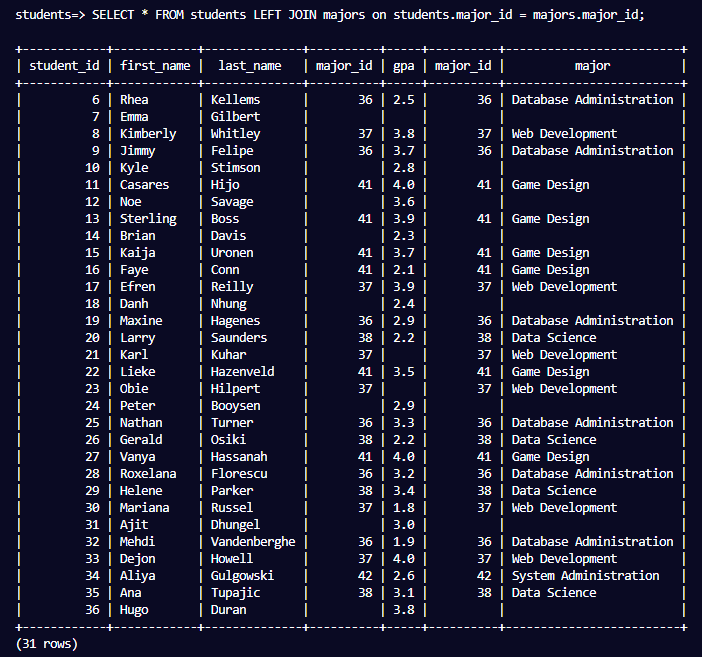 students=> SELECT * FROM students LEFT JOIN majors on students.major_id = majors.major_id;
+------------+------------+--------------+----------+-----+----------+-------------------------+
| student_id | first_name |  last_name   | major_id | gpa | major_id |          major          |
+------------+------------+--------------+----------+-----+----------+-------------------------+
|          6 | Rhea       | Kellems      |       36 | 2.5 |       36 | Database Administration |
|          7 | Emma       | Gilbert      |          |     |          |                         |
|          8 | Kimberly   | Whitley      |       37 | 3.8 |       37 | Web Development         |
|          9 | Jimmy      | Felipe       |       36 | 3.7 |       36 | Database Administration |
|         10 | Kyle       | Stimson      |          | 2.8 |          |                         |
|         11 | Casares    | Hijo         |       41 | 4.0 |       41 | Game Design             |
|         12 | Noe        | Savage       |          | 3.6 |          |                         |
|         13 | Sterling   | Boss         |       41 | 3.9 |       41 | Game Design             |
|         14 | Brian      | Davis        |          | 2.3 |          |                         |
|         15 | Kaija      | Uronen       |       41 | 3.7 |       41 | Game Design             |
|         16 | Faye       | Conn         |       41 | 2.1 |       41 | Game Design             |
|         17 | Efren      | Reilly       |       37 | 3.9 |       37 | Web Development         |
|         18 | Danh       | Nhung        |          | 2.4 |          |                         |
|         19 | Maxine     | Hagenes      |       36 | 2.9 |       36 | Database Administration |
|         20 | Larry      | Saunders     |       38 | 2.2 |       38 | Data Science            |
|         21 | Karl       | Kuhar        |       37 |     |       37 | Web Development         |
|         22 | Lieke      | Hazenveld    |       41 | 3.5 |       41 | Game Design             |
|         23 | Obie       | Hilpert      |       37 |     |       37 | Web Development         |
|         24 | Peter      | Booysen      |          | 2.9 |          |                         |
|         25 | Nathan     | Turner       |       36 | 3.3 |       36 | Database Administration |
|         26 | Gerald     | Osiki        |       38 | 2.2 |       38 | Data Science            |
|         27 | Vanya      | Hassanah     |       41 | 4.0 |       41 | Game Design             |
|         28 | Roxelana   | Florescu     |       36 | 3.2 |       36 | Database Administration |
|         29 | Helene     | Parker       |       38 | 3.4 |       38 | Data Science            |
|         30 | Mariana    | Russel       |       37 | 1.8 |       37 | Web Development         |
|         31 | Ajit       | Dhungel      |          | 3.0 |          |                         |
|         32 | Mehdi      | Vandenberghe |       36 | 1.9 |       36 | Database Administration |
|         33 | Dejon      | Howell       |       37 | 4.0 |       37 | Web Development         |
|         34 | Aliya      | Gulgowski    |       42 | 2.6 |       42 | System Administration   |
|         35 | Ana        | Tupajic      |       38 | 3.1 |       38 | Data Science            |
|         36 | Hugo       | Duran        |          | 3.8 |          |                         |
+------------+------------+--------------+----------+-----+----------+-------------------------+
(31 rows)